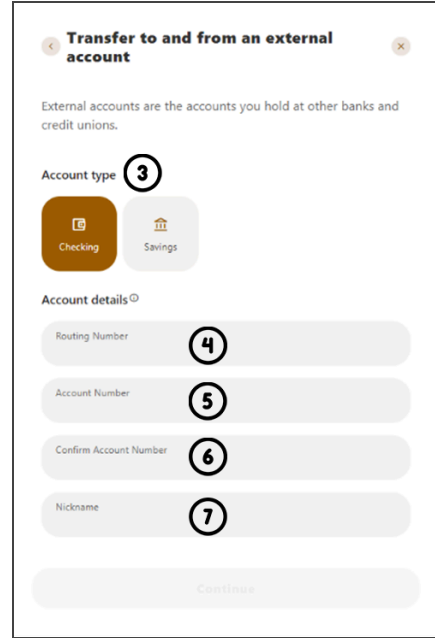 Transfer to and from an external
account
External accounts are the accounts you hold at other banks and
credit unions.
Account type 3
Checking Savings
Account details
Routing Number 4
Account Number 5
Confirm Account Number 6
Nickname 7
Continue